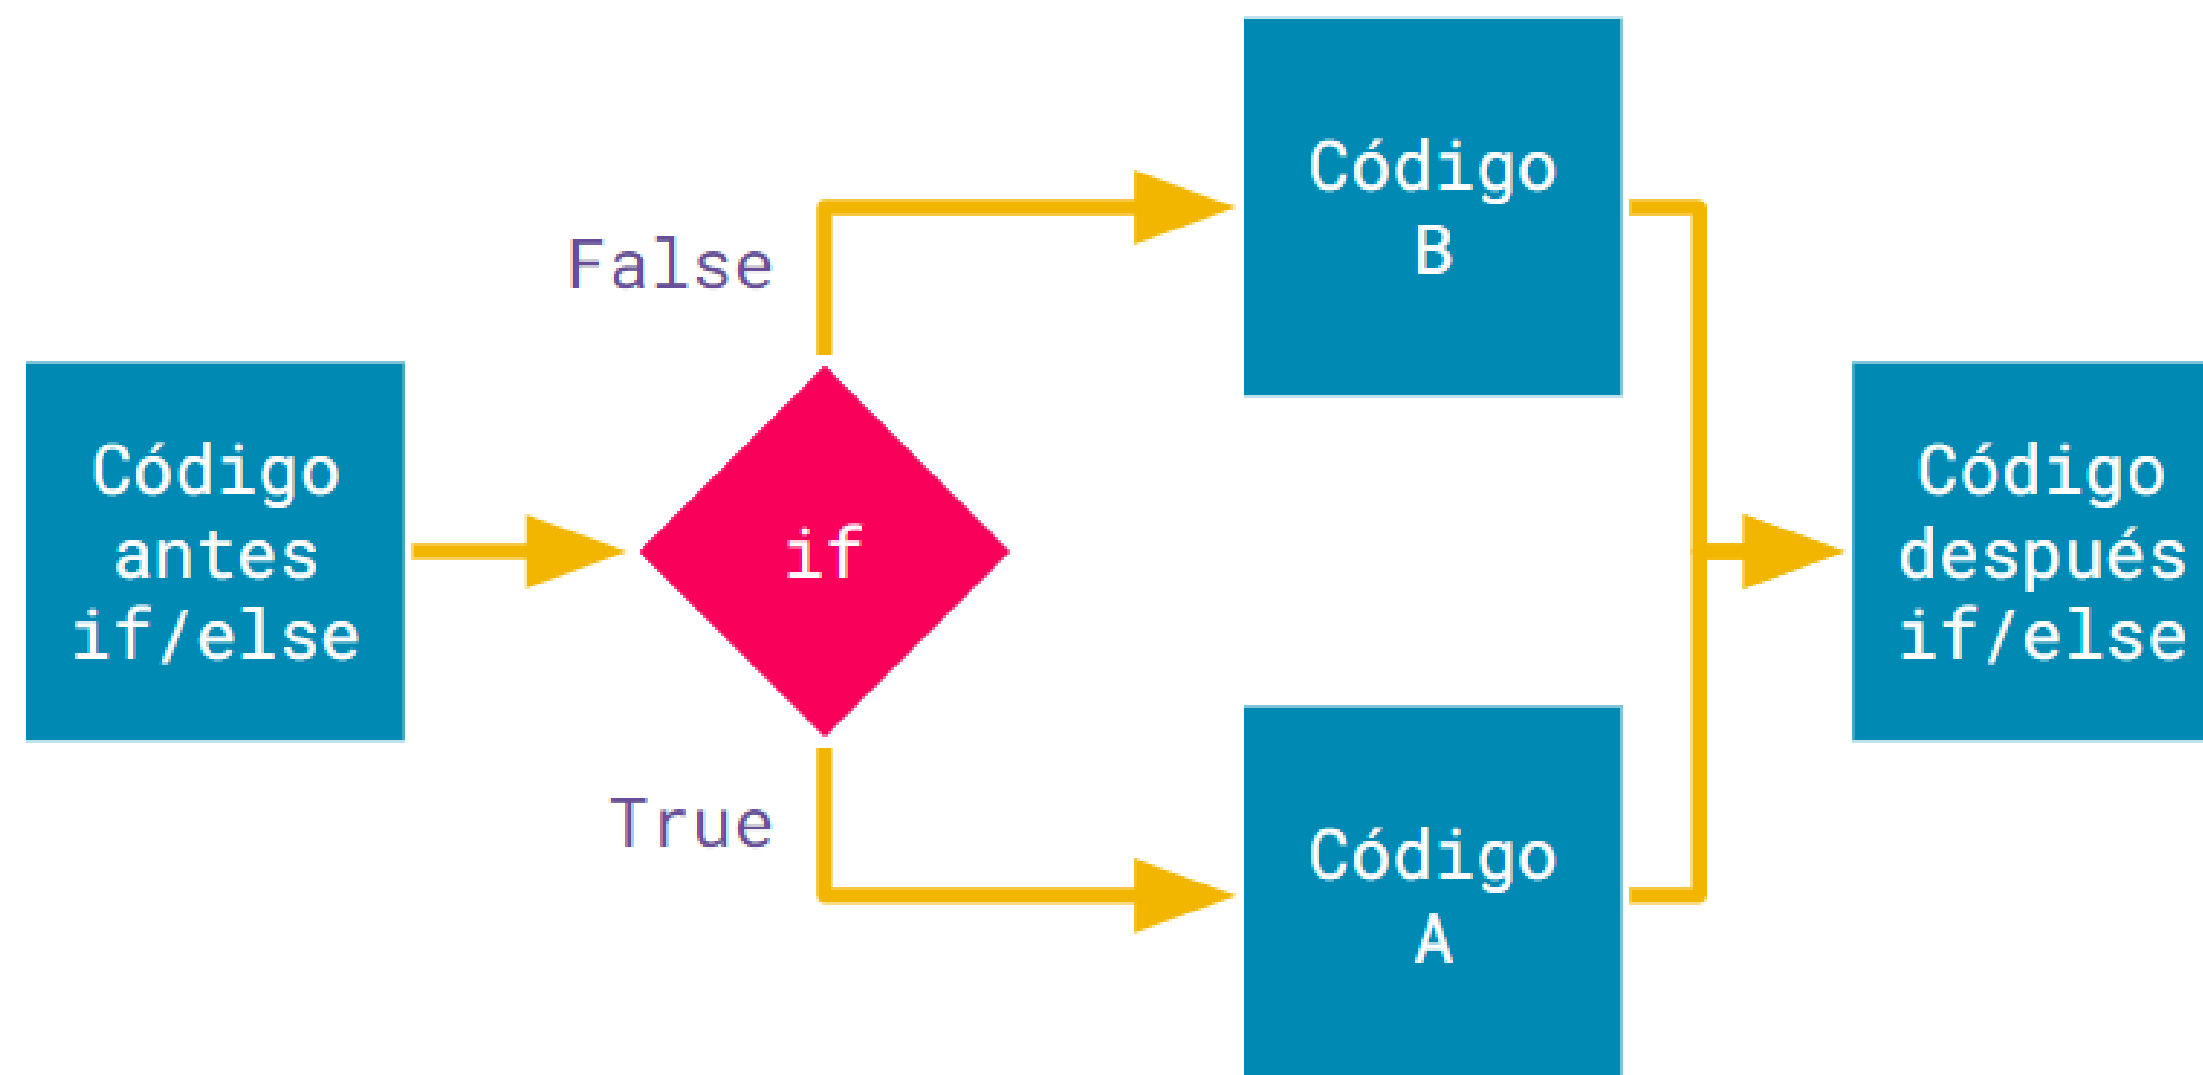 Código
antes
if/else
if
False
True
Código
B
Código
A
Código
después
if/else